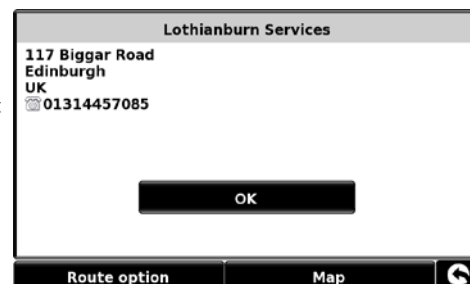 Lothianburn Services
117 Biggar Road
Edinburgh
UK
☏01314457085
OK
Route option Map